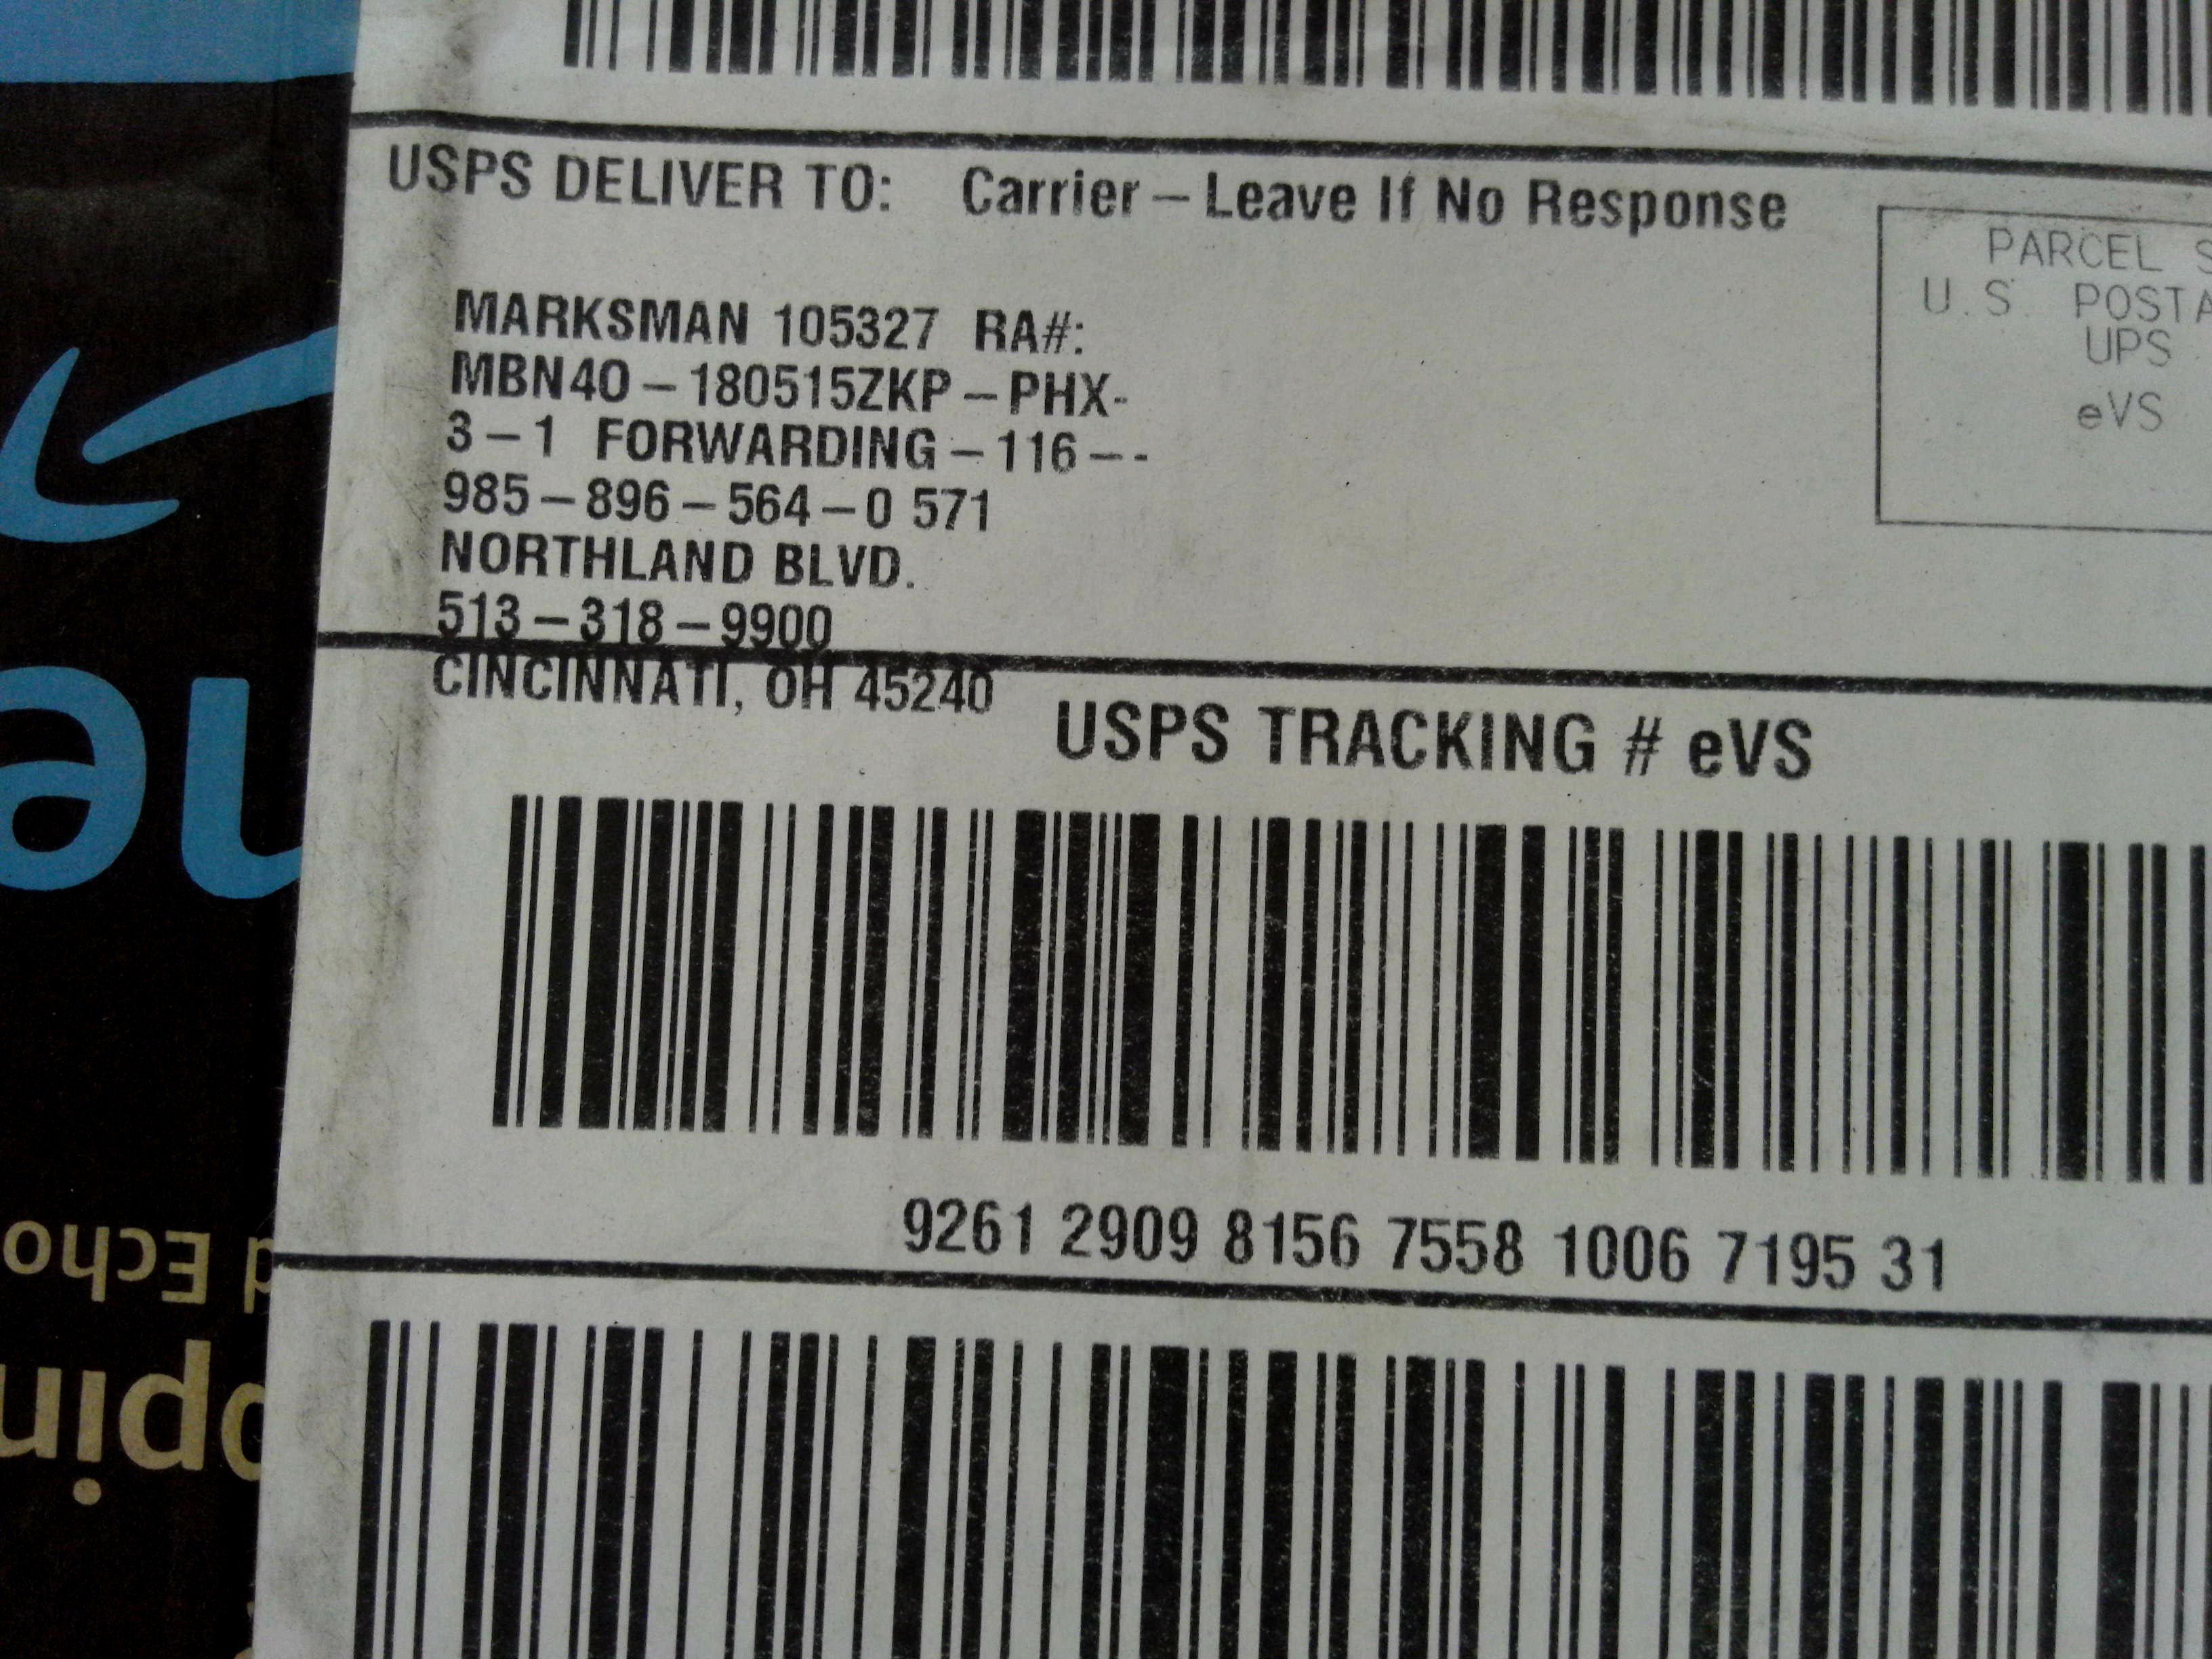 USPS DELIVER TO: Carrier – Leave If No Response
PARCEL
U.S. POSTA
UPS
eVS
MARKSMAN 105327 RA#:
MBN40 – 180515ZKP – PHX-
3 – 1 FORWARDING – 116 – -
985 – 896 – 564 – 0 571
NORTHLAND BLVD.
513 – 318 – 9900
CINCINNATI, OH 45240
USPS TRACKING # eVS
9261 2909 8156 7558 1006 7195 31
d Echo